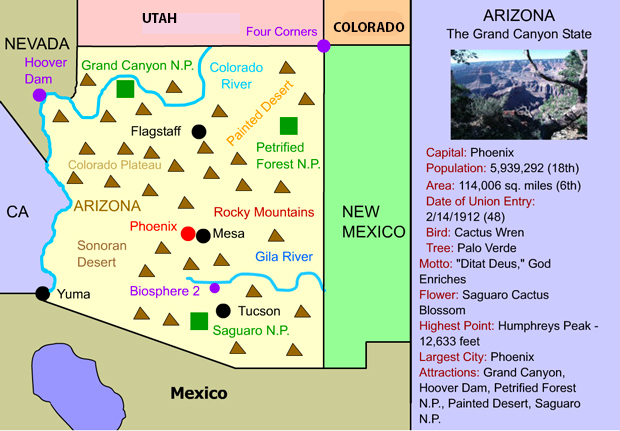 UTAH
COLORADO
NEVADA
Four Corners
Hoover
Dam
Grand Canyon N.P.
Colorado
River
Painted Desert
Flagstaff
Petrified
Forest N.P.
Colorado Plateau
CA
ARIZONA
Rocky Mountains
NEW
MEXICO
Phoenix
Mesa
Sonoran
Desert
Gila River
Biosphere 2
Yuma
Tucson
Saguaro N.P.
Mexico
ARIZONA
The Grand Canyon State
Capital: Phoenix
Population: 5,939,292 (18th)
Area: 114,006 sq. miles (6th)
Date of Union Entry:
2/14/1912 (48)
Bird: Cactus Wren
Tree: Palo Verde
Motto: "Ditat Deus," God
Enriches
Flower: Saguaro Cactus
Blossom
Highest Point: Humphreys Peak -
12,633 feet
Largest City: Phoenix
Attractions: Grand Canyon,
Hoover Dam, Petrified Forest
N.P., Painted Desert, Saguaro
N.P.